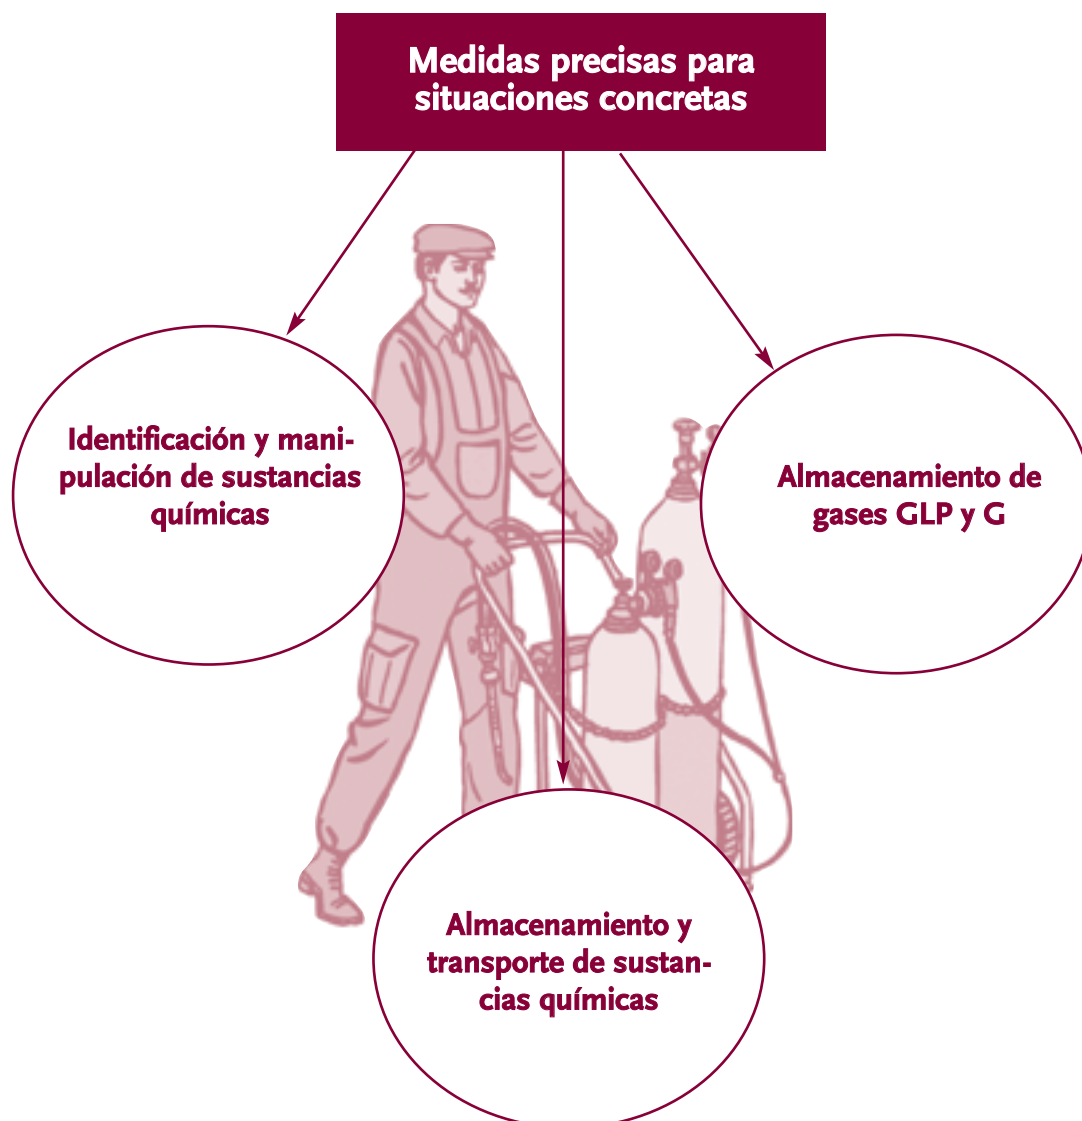 Medidas precisas para
situaciones concretas
Identificación y mani-
pulación de sustancias
químicas
Almacenamiento de
gases GLP y G
Almacenamiento y
transporte de sustan-
cias químicas